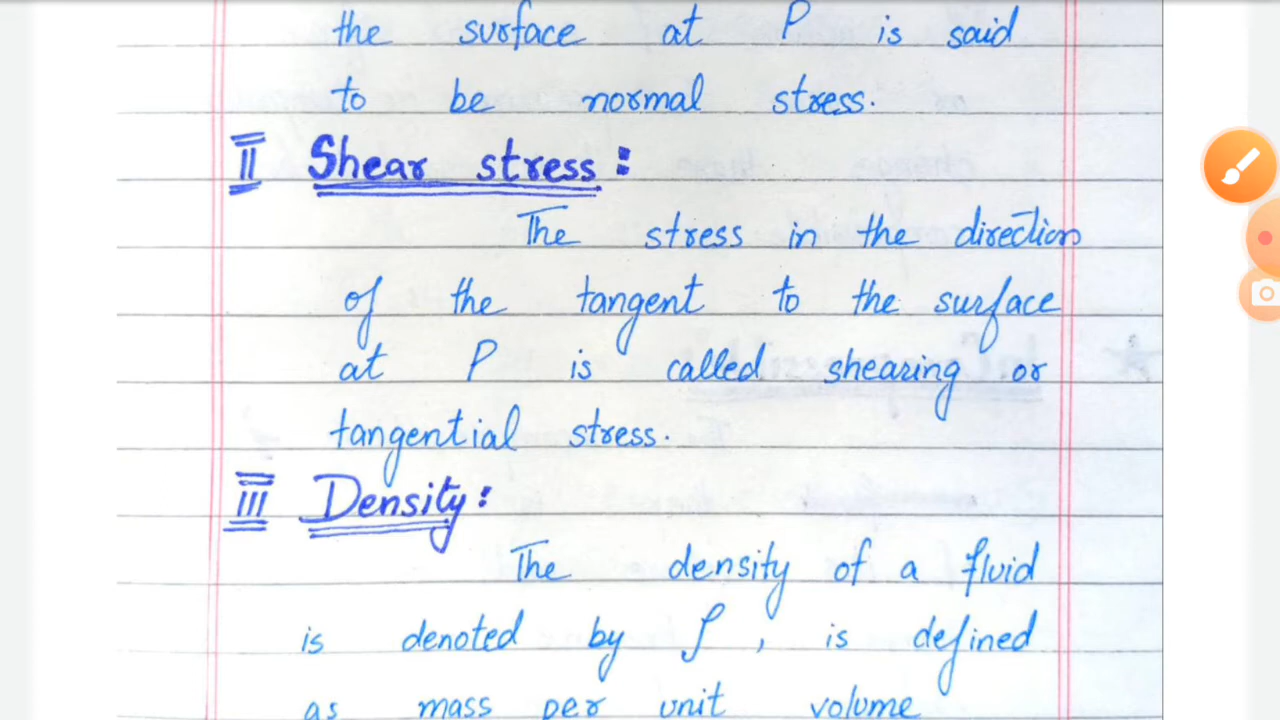 the surface at P is said
to be normal stress.
II Shear stress:
The stress in the direction
of the tangent to the surface
at P is called shearing or
tangential stress.
III Density:
The density of a fluid
is denoted by ρ, is defined
as mass per unit volume